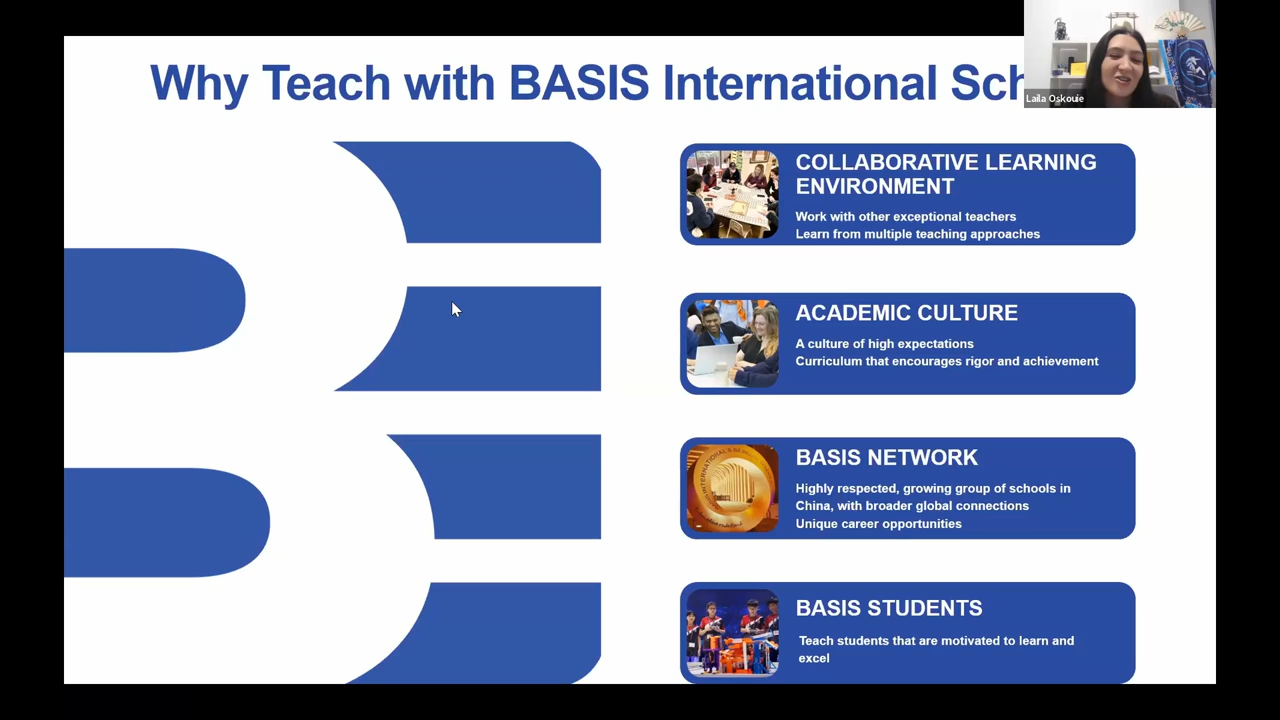 Why Teach with BASIS International Sch
Laila Oskouie
COLLABORATIVE LEARNING
ENVIRONMENT
Work with other exceptional teachers
Learn from multiple teaching approaches
ACADEMIC CULTURE
A culture of high expectations
Curriculum that encourages rigor and achievement
BASIS NETWORK
Highly respected, growing group of schools in
China, with broader global connections
Unique career opportunities
BASIS STUDENTS
Teach students that are motivated to learn and
excel